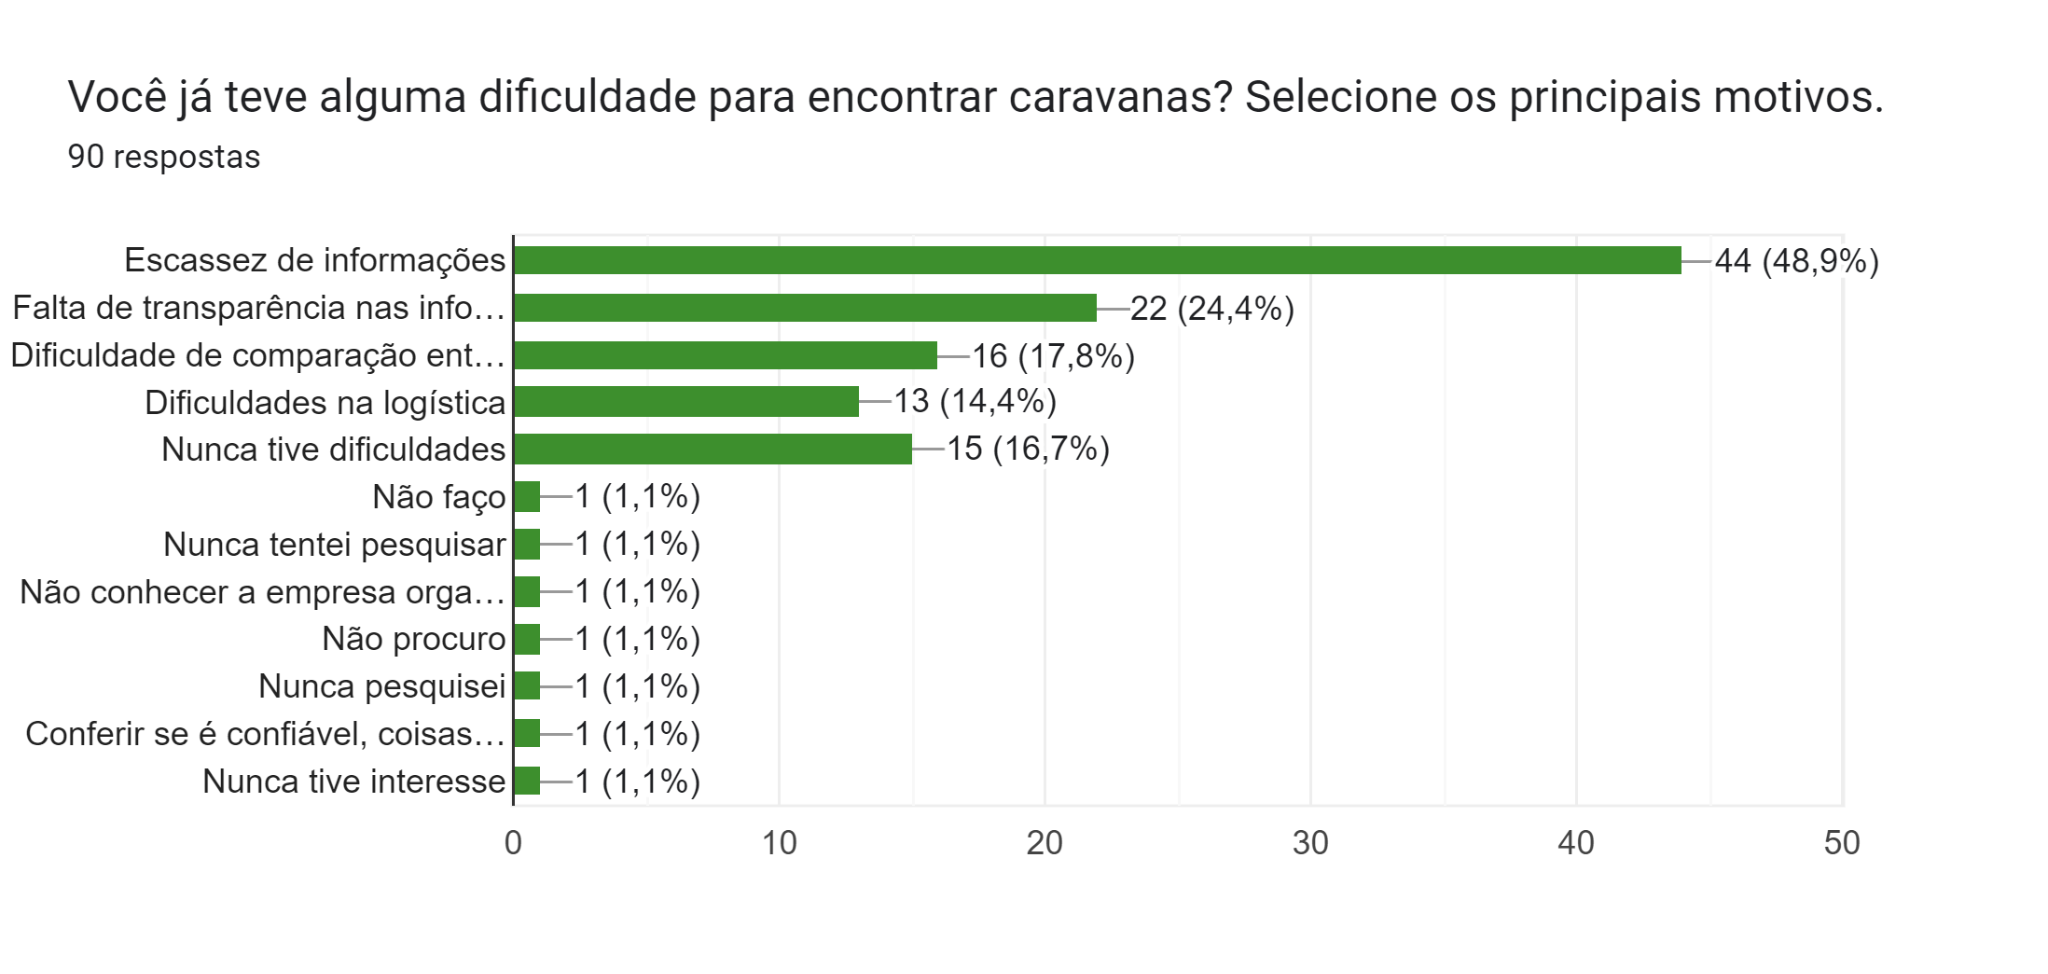 Você já teve alguma dificuldade para encontrar caravanas? Selecione os principais motivos.
90 respostas
Escassez de informações 44 (48,9%)
Falta de transparência nas info… 22 (24,4%)
Dificuldade de comparação ent… 16 (17,8%)
Dificuldades na logística 13 (14,4%)
Nunca tive dificuldades 15 (16,7%)
Não faço 1 (1,1%)
Nunca tentei pesquisar 1 (1,1%)
Não conhecer a empresa orga… 1 (1,1%)
Não procuro 1 (1,1%)
Nunca pesquisei 1 (1,1%)
Conferir se é confiável, coisas… 1 (1,1%)
Nunca tive interesse 1 (1,1%)
0 10 20 30 40 50